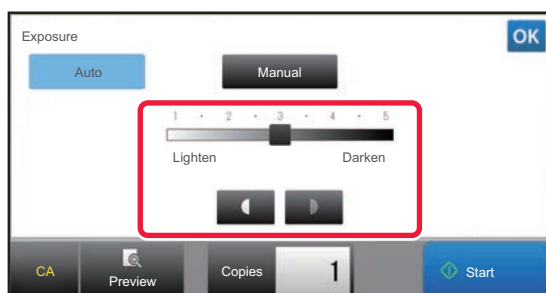 Exposure
OK
Auto
Manual
1 • 2 • 3 • 4 • 5
Lighten
Darken
CA
Preview
Copies
1
Start